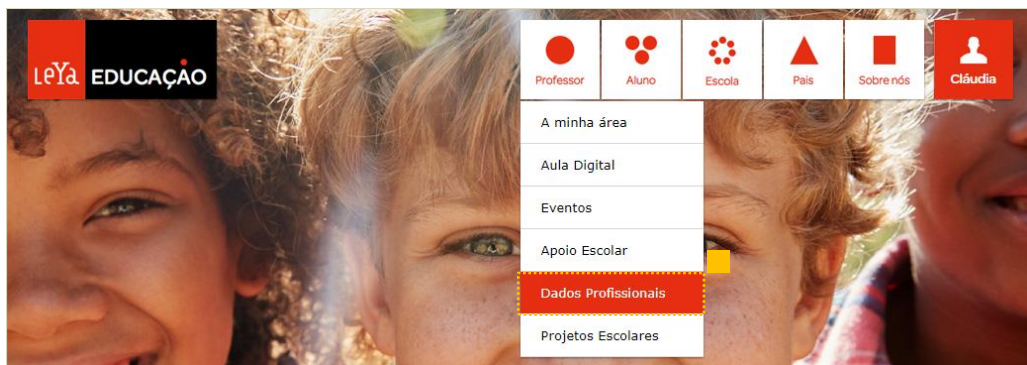 LeYa EDUCAÇÃO
Professor
Aluno
Escola
Pais
Sobre nós
Cláudia
A minha área
Aula Digital
Eventos
Apoio Escolar
Dados Profissionais
Projetos Escolares